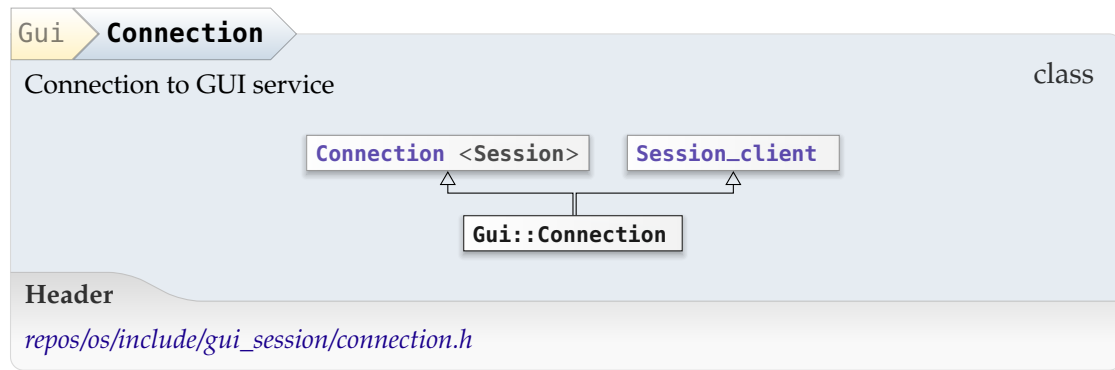 Gui Connection
class
Connection to GUI service
Connection <Session> Session_client
Gui::Connection
Header
repos/os/include/gui_session/connection.h